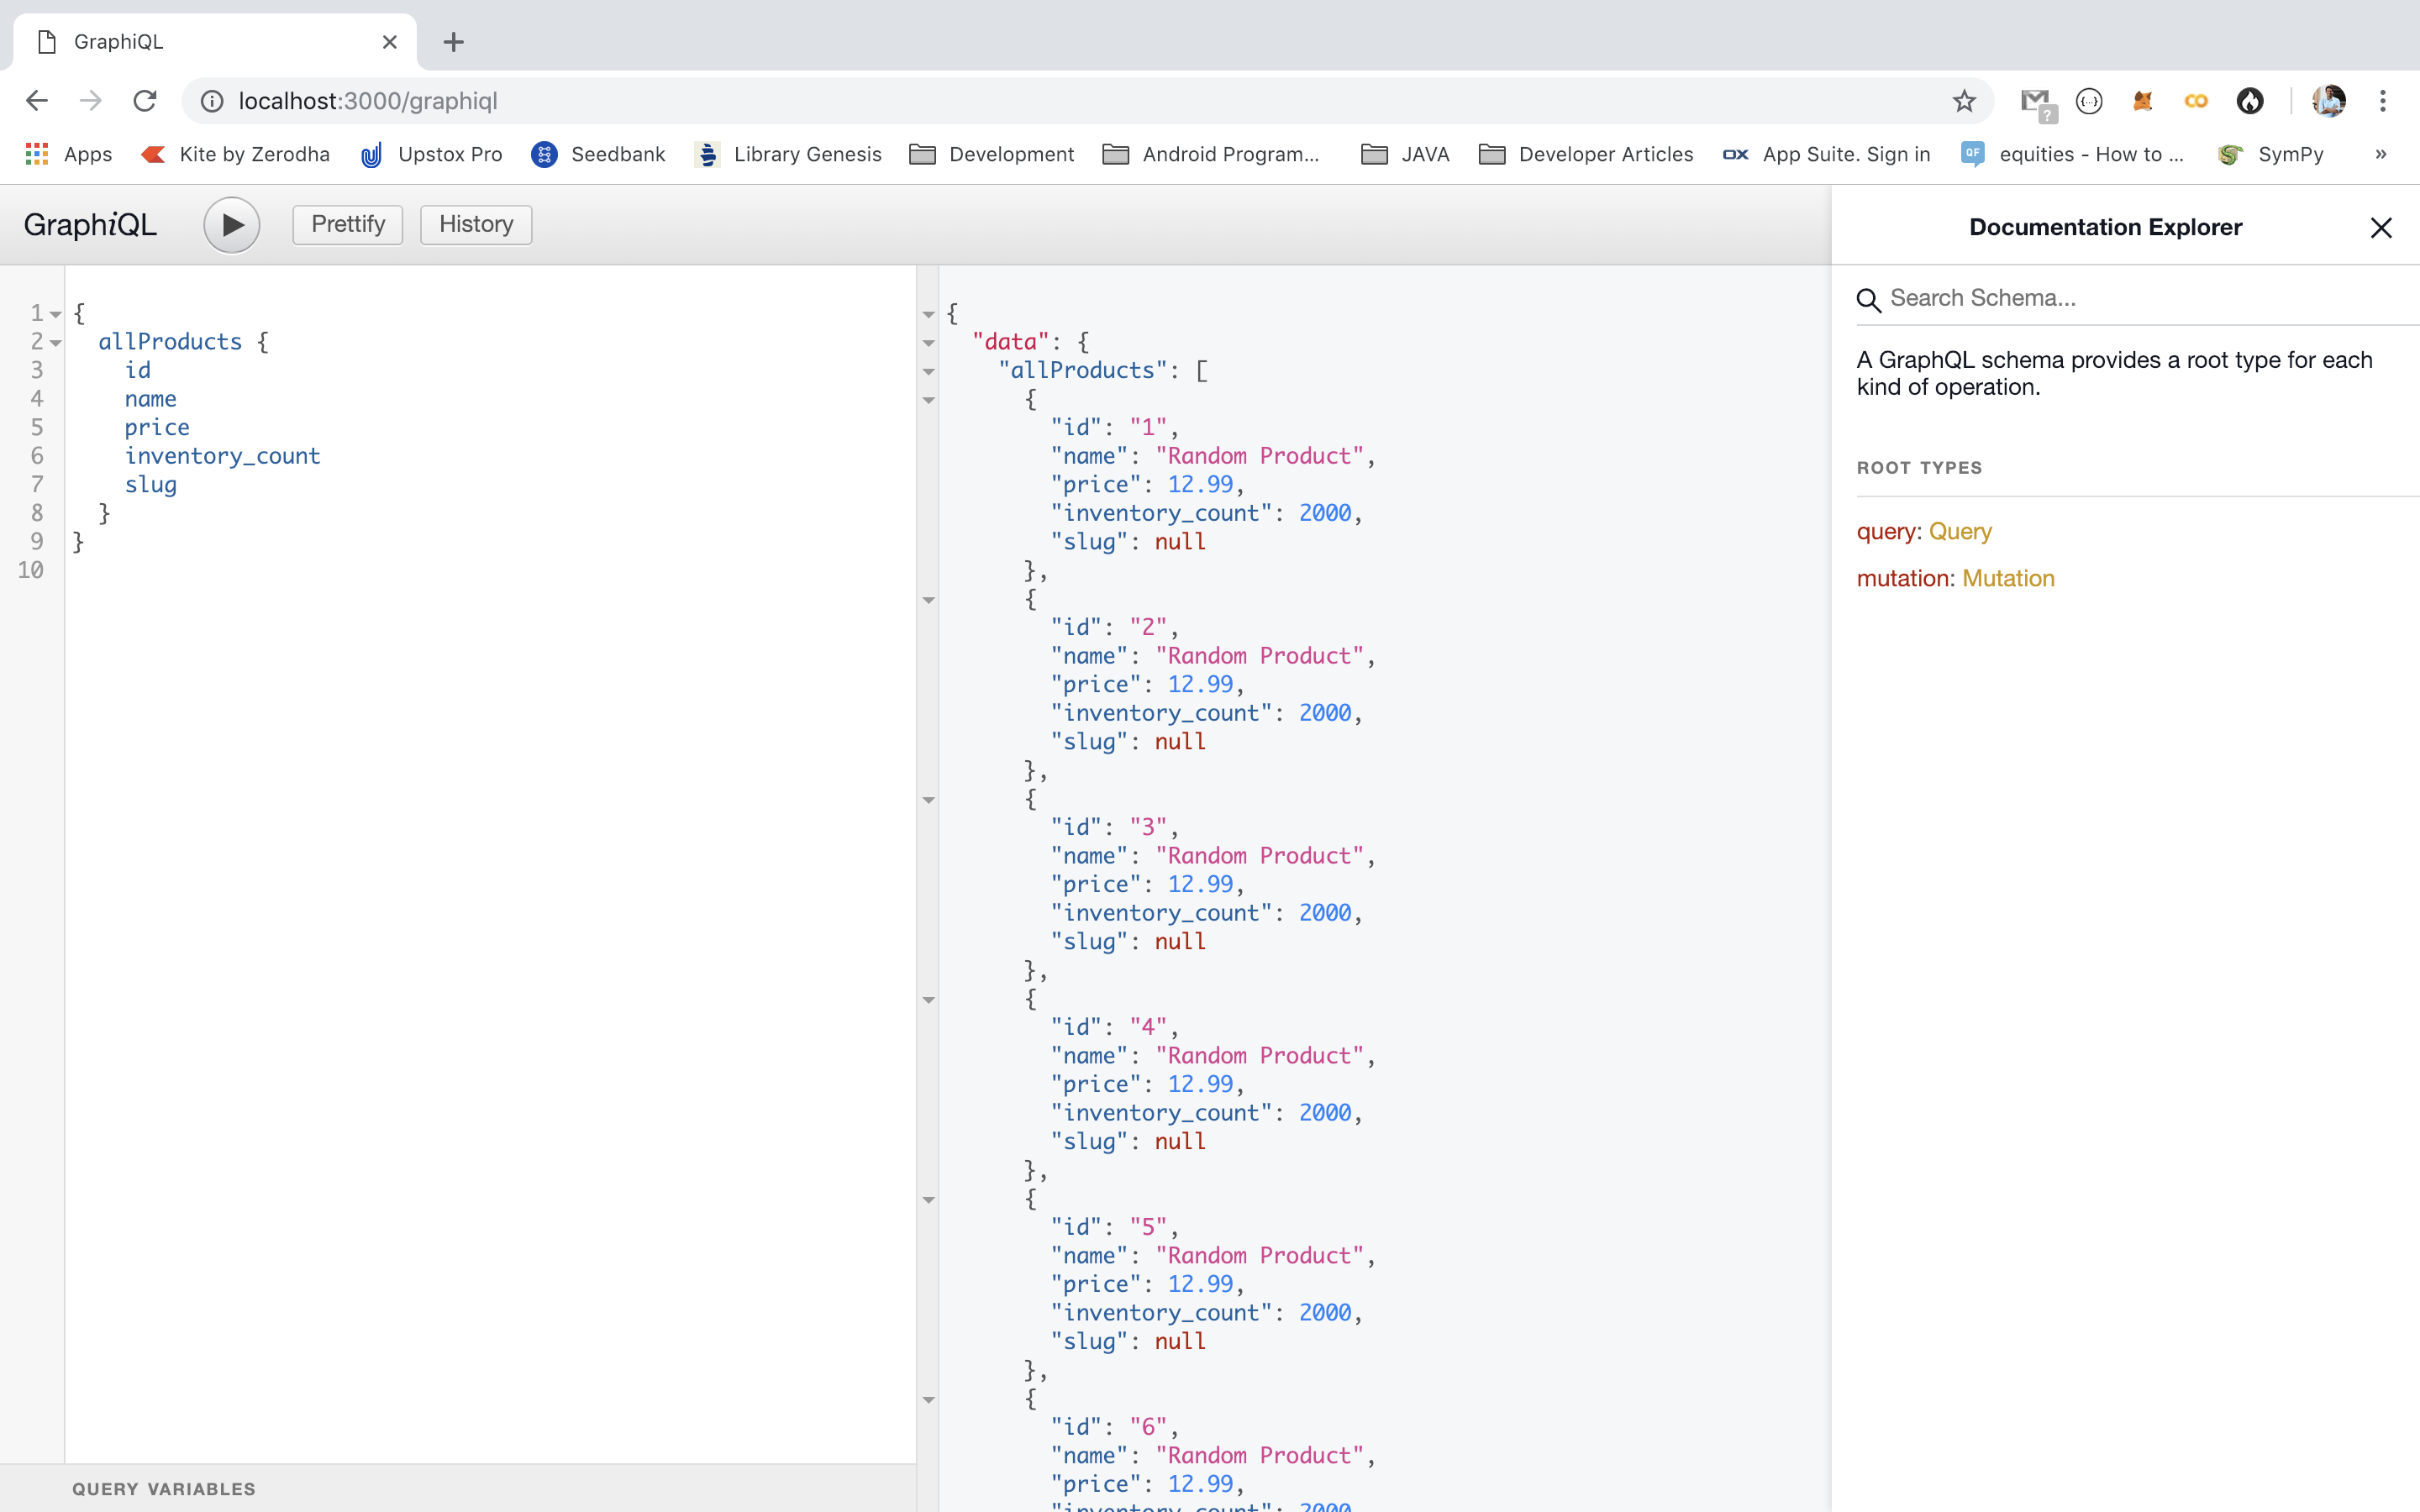 GraphiQL
localhost:3000/graphiql
Apps Kite by Zerodha Upstox Pro Seedbank Library Genesis Development Android Program... JAVA Developer Articles App Suite. Sign in equities - How to ... SymPy »
GraphiQL Prettify History
Documentation Explorer
1 {
2 allProducts {
3 id
4 name
5 price
6 inventory_count
7 slug
8 }
9 }
10
QUERY VARIABLES
{
"data": {
"allProducts": [
{
"id": "1",
"name": "Random Product",
"price": 12.99,
"inventory_count": 2000,
"slug": null
},
{
"id": "2",
"name": "Random Product",
"price": 12.99,
"inventory_count": 2000,
"slug": null
},
{
"id": "3",
"name": "Random Product",
"price": 12.99,
"inventory_count": 2000,
"slug": null
},
{
"id": "4",
"name": "Random Product",
"price": 12.99,
"inventory_count": 2000,
"slug": null
},
{
"id": "5",
"name": "Random Product",
"price": 12.99,
"inventory_count": 2000,
"slug": null
},
{
"id": "6",
"name": "Random Product",
"price": 12.99,
"inventory_count": 2000,
Search Schema...
A GraphQL schema provides a root type for each
kind of operation.
ROOT TYPES
query: Query
mutation: Mutation